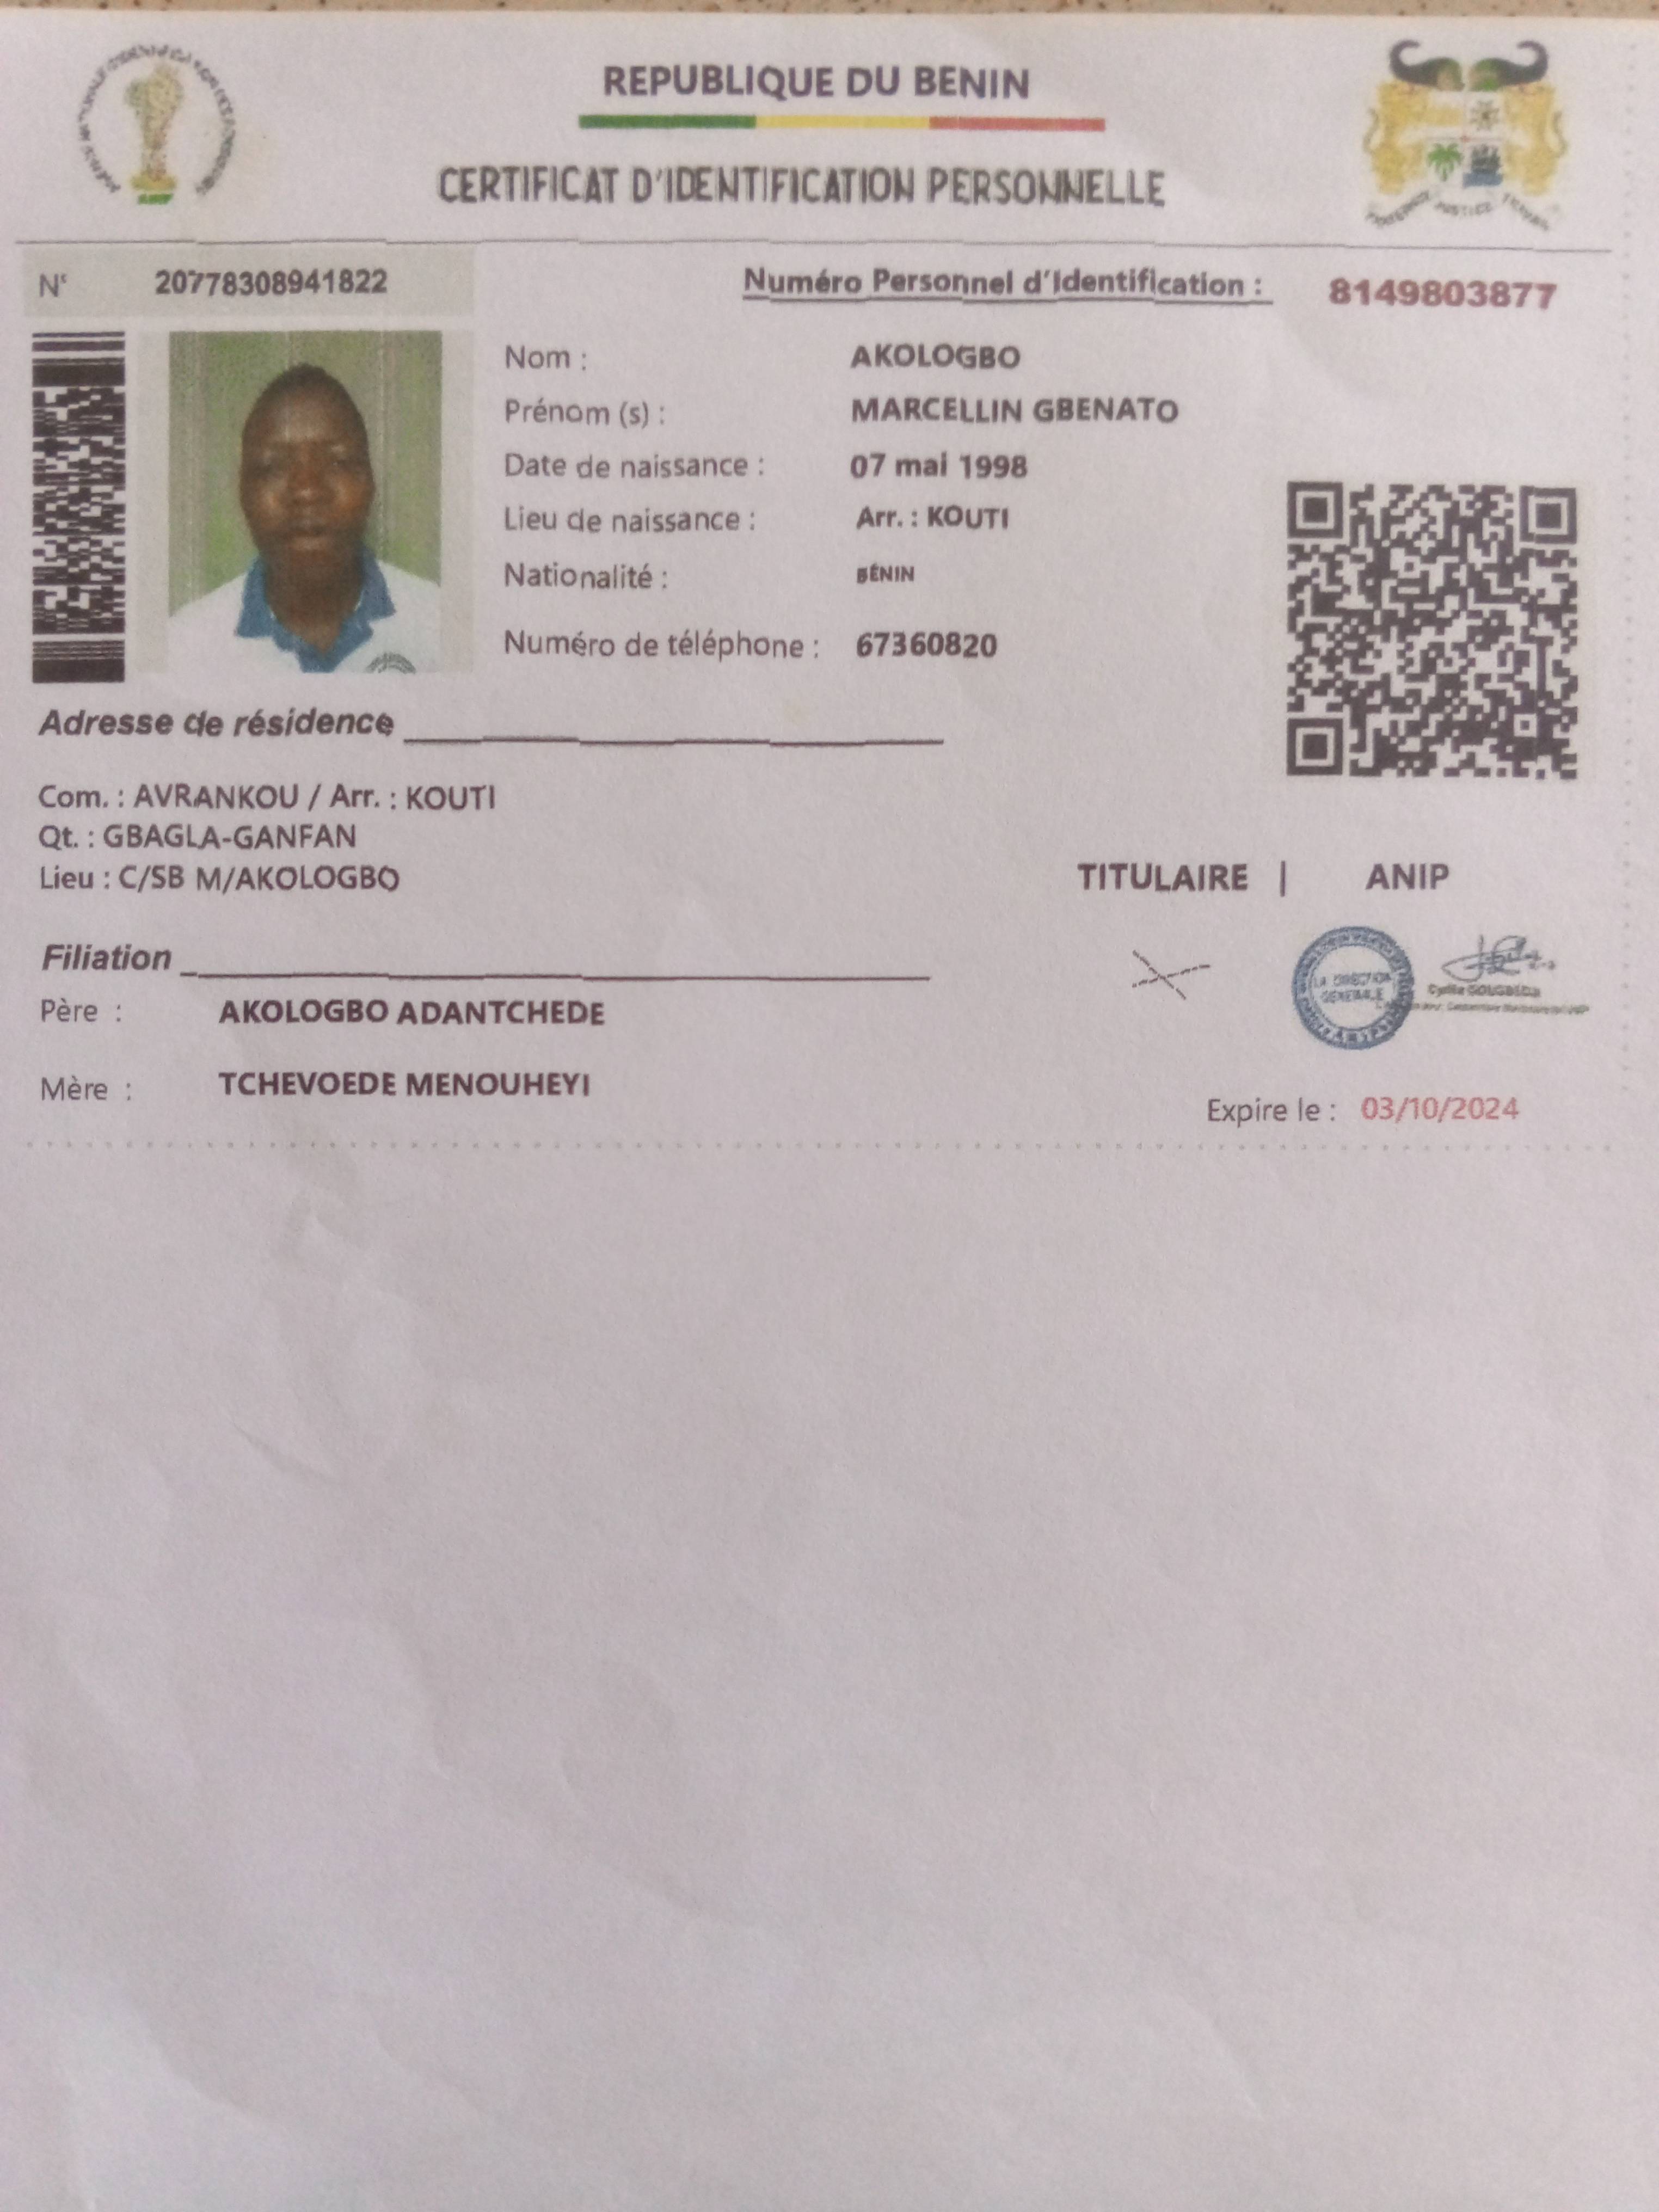 REPUBLIQUE DU BENIN
CERTIFICAT D'IDENTIFICATION PERSONNELLE
N° 20778308941822
Numéro Personnel d'Identification : 8149803877
Nom : AKOLOGBO
Prénom (s) : MARCELLIN GBENATO
Date de naissance : 07 mai 1998
Lieu de naissance : Arr. : KOUTI
Nationalité : BÉNIN
Numéro de téléphone : 67360820
Adresse de résidence
Com. : AVRANKOU / Arr. : KOUTI
Qt. : GBAGLA-GANFAN
Lieu : C/SB M/AKOLOGBO
TITULAIRE | ANIP
LA DIRECTION
GENERALE
Filiation
Père : AKOLOGBO ADANTCHEDE
Mère : TCHEVOEDE MENOUHEYI
Expire le : 03/10/2024